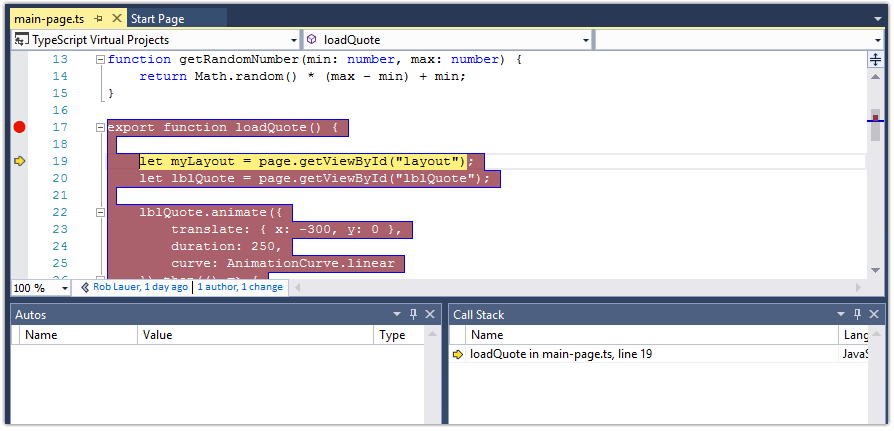 main-page.ts Start Page
TypeScript Virtual Projects loadQuote
13 function getRandomNumber(min: number, max: number) {
14 return Math.random() * (max - min) + min;
15 }
16
17 export function loadQuote() {
18
19 let myLayout = page.getViewById("layout");
20 let lblQuote = page.getViewById("lblQuote");
21
22 lblQuote.animate({
23 translate: { x: -300, y: 0 },
24 duration: 250,
25 curve: AnimationCurve.linear
26 }).then(() => {
100 % Rob Lauer, 1 day ago | 1 author, 1 change
Autos Call Stack
Name Value Type Name Lang
loadQuote in main-page.ts, line 19 JavaS